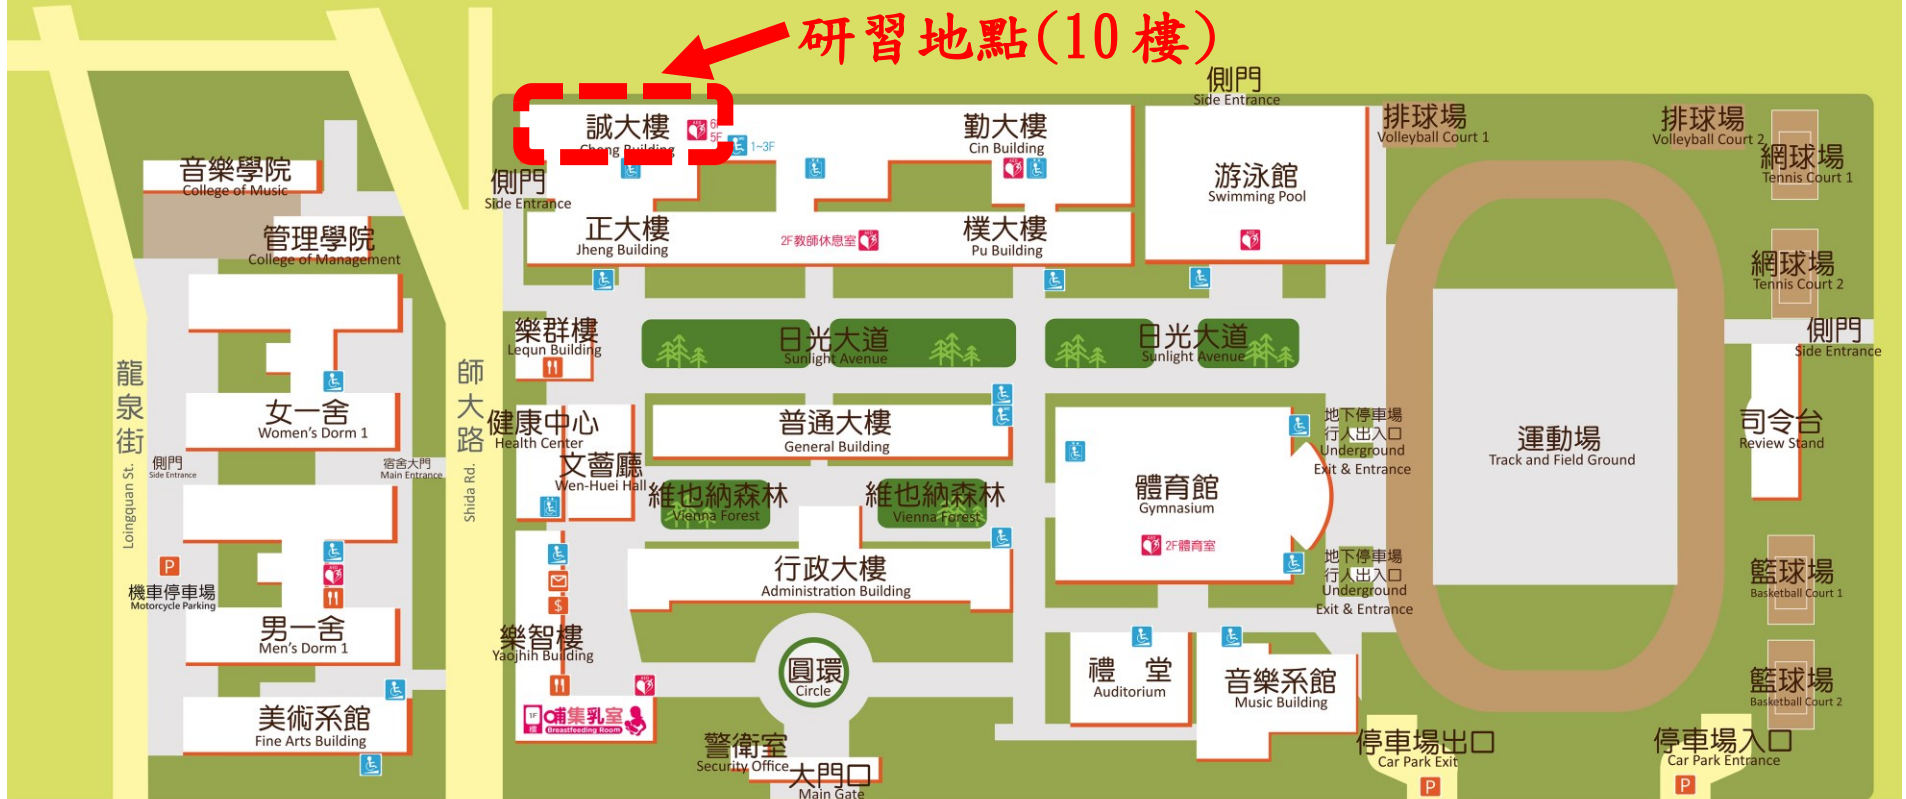 研習地點(10樓)
側門
Side Entrance
誠大樓
Cheng Building
6F
5F
1~3F
勤大樓
Cin Building
排球場
Volleyball Court 1
排球場
Volleyball Court 2
網球場
Tennis Court 1
音樂學院
College of Music
側門
Side Entrance
游泳館
Swimming Pool
管理學院
College of Management
正大樓
Jheng Building
2F教師休息室
樸大樓
Pu Building
網球場
Tennis Court 2
樂群樓
Lequn Building
日光大道
Sunlight Avenue
日光大道
Sunlight Avenue
側門
Side Entrance
龍泉街
Loingquan St.
師大路
Shida Rd.
女一舍
Women's Dorm 1
健康中心
Health Center
普通大樓
General Building
地下停車場
行人出入口
Underground
Exit & Entrance
運動場
Track and Field Ground
司令台
Review Stand
側門
Side Entrance
宿舍大門
Main Entrance
文薈廳
Wen-Huei Hall
維也納森林
Vienna Forest
維也納森林
Vienna Forest
體育館
Gymnasium
2F體育室
P
機車停車場
Motorcycle Parking
行政大樓
Administration Building
地下停車場
行人出入口
Underground
Exit & Entrance
籃球場
Basketball Court 1
男一舍
Men's Dorm 1
$
樂智樓
Yaojhih Building
圓環
Circle
禮 堂
Auditorium
音樂系館
Music Building
籃球場
Basketball Court 2
美術系館
Fine Arts Building
1F
樓
哺集乳室
Breastfeeding Room
警衛室
Security Office
大門口
Main Gate
停車場出口
Car Park Exit
P
停車場入口
Car Park Entrance
P